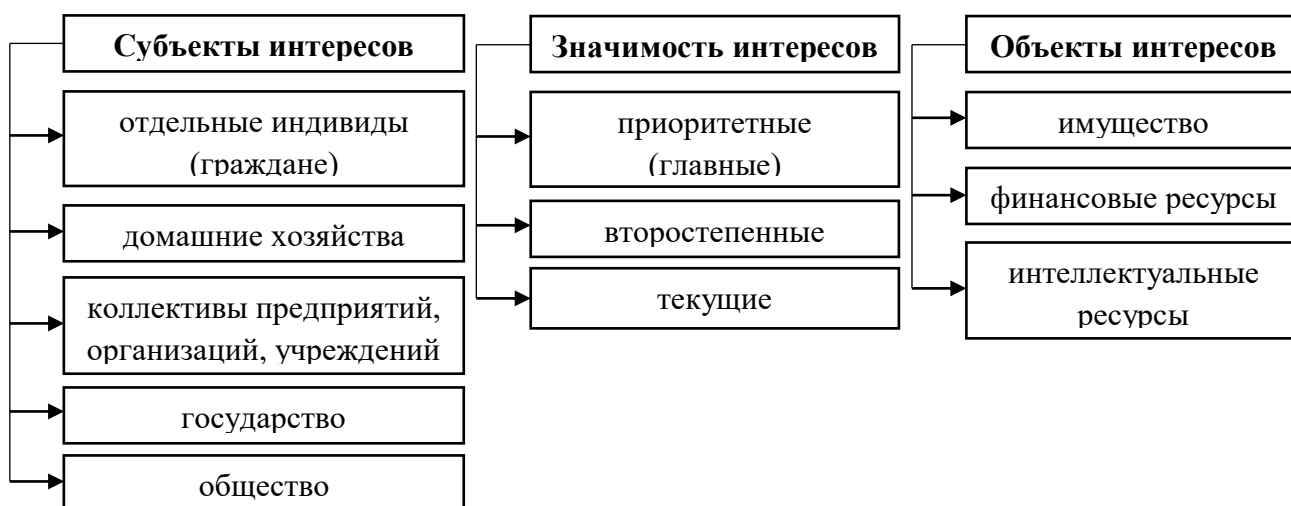 Субъекты интересов
отдельные индивиды
(граждане)
домашние хозяйства
коллективы предприятий,
организаций, учреждений
государство
общество
Значимость интересов
приоритетные
(главные)
второстепенные
текущие
Объекты интересов
имущество
финансовые ресурсы
интеллектуальные
ресурсы